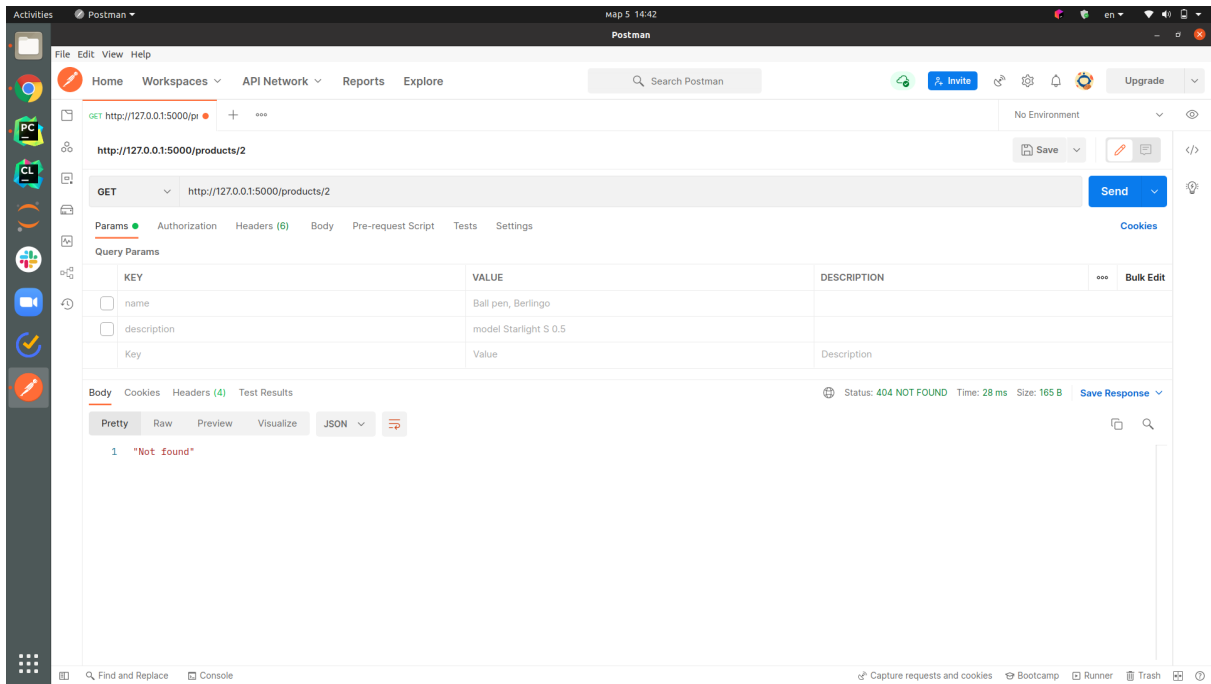 Activities Postman мар 5 14:42 en
Postman
File Edit View Help
Home Workspaces API Network Reports Explore Search Postman Invite Upgrade
GET http://127.0.0.1:5000/pr No Environment
http://127.0.0.1:5000/products/2 Save
GET http://127.0.0.1:5000/products/2 Send
Params Authorization Headers (6) Body Pre-request Script Tests Settings Cookies
Query Params
KEY VALUE DESCRIPTION Bulk Edit
name Ball pen, Berlingo
description model Starlight S 0.5
Key Value Description
Body Cookies Headers (4) Test Results Status: 404 NOT FOUND Time: 28 ms Size: 165 B Save Response
Pretty Raw Preview Visualize JSON
1 "Not found"
Find and Replace Console Capture requests and cookies Bootcamp Runner Trash
PC
CL